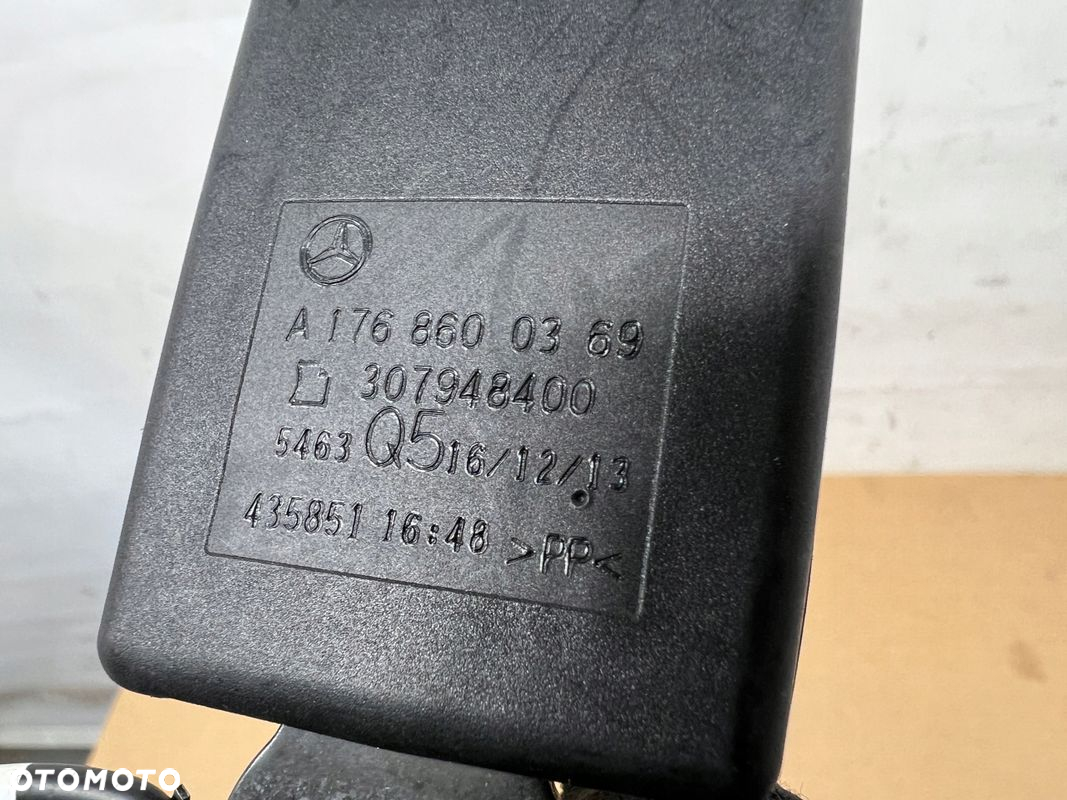 A 176 860 03 69
307948400
5463 Q5 16/12/13
435851 16:48 >PP<
OTOMOTO